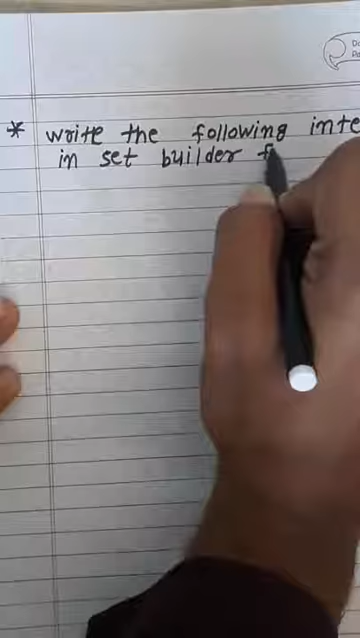 * write the following inte
in set builder f